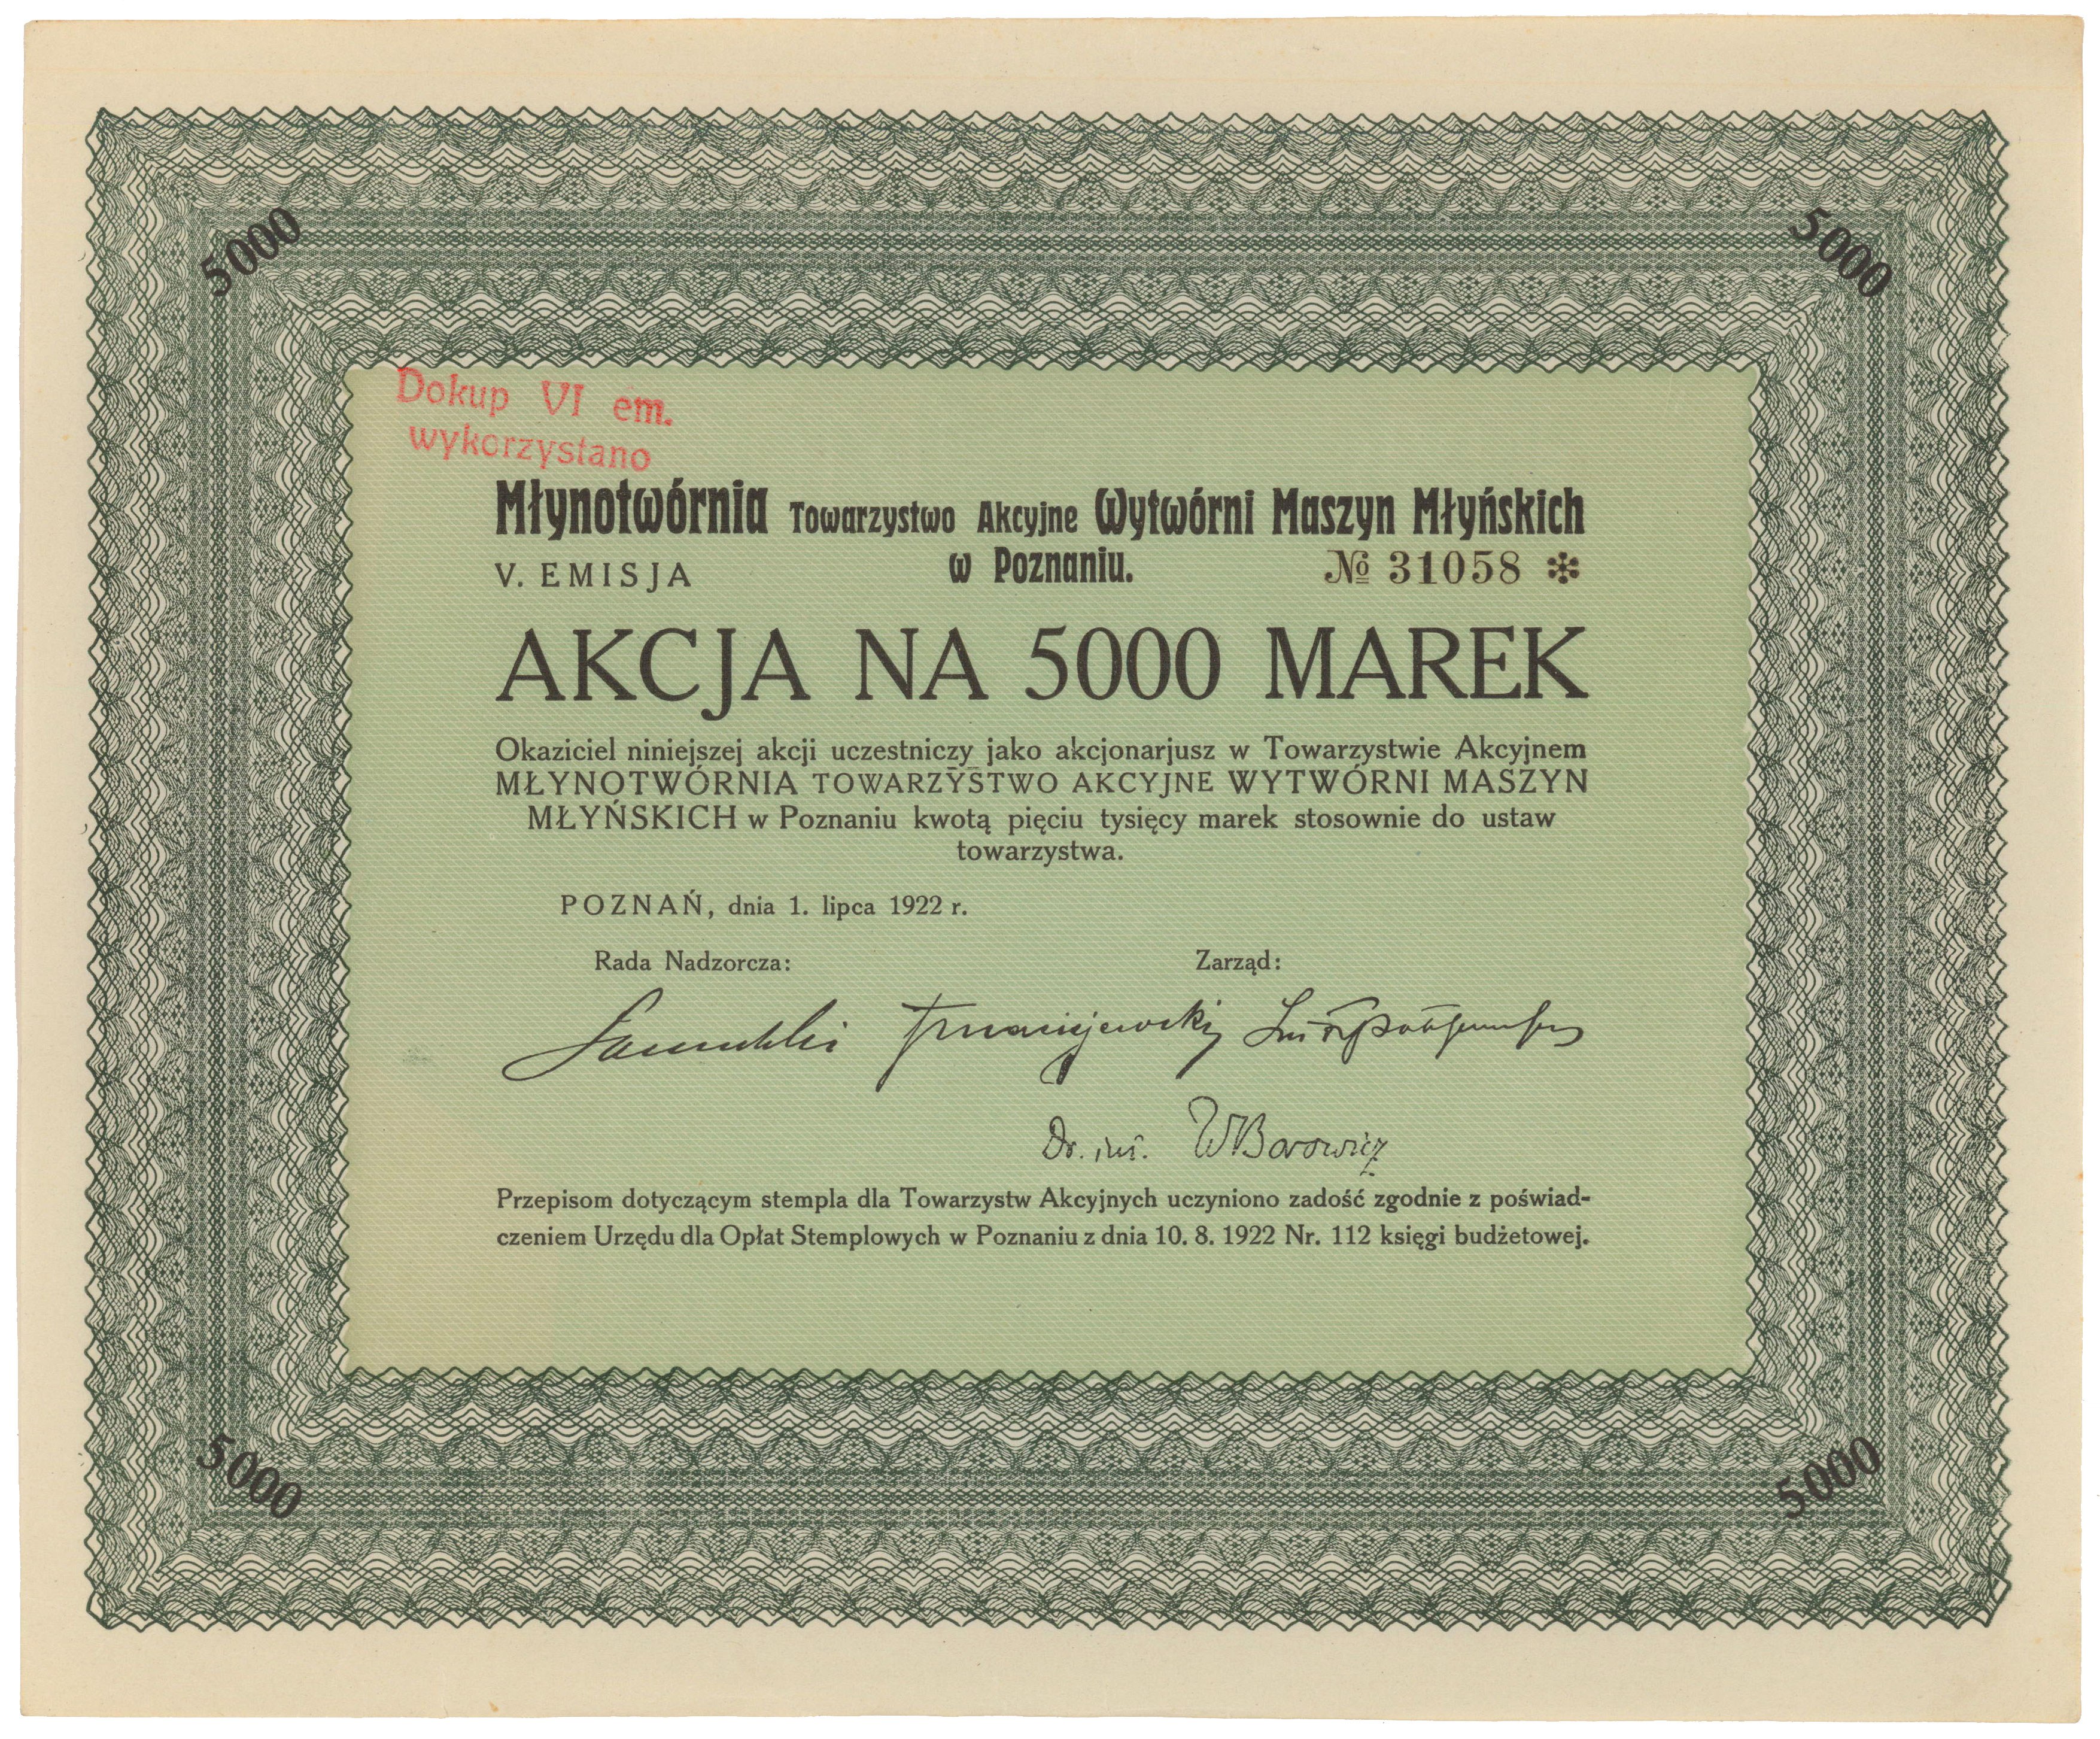 5000
5000
Dokup VI em.
wykorzystano
Młynotwórnia Towarzystwo Akcyjne Wytwórni Maszyn Młyńskich
w Poznaniu.
V. EMISJA
№ 31058 ✻
AKCJA NA 5000 MAREK
Okaziciel niniejszej akcji uczestniczy jako akcjonarjusz w Towarzystwie Akcyjnem
MŁYNOTWÓRNIA TOWARZYSTWO AKCYJNE WYTWÓRNI MASZYN
MŁYŃSKICH w Poznaniu kwotą pięciu tysięcy marek stosownie do ustaw
towarzystwa.
POZNAŃ, dnia 1. lipca 1922 r.
Rada Nadzorcza:
Zarząd:
Dr. inż. WBorowicz
Przepisom dotyczącym stempla dla Towarzystw Akcyjnych uczyniono zadość zgodnie z poświad-
czeniem Urzędu dla Opłat Stemplowych w Poznaniu z dnia 10. 8. 1922 Nr. 112 księgi budżetowej.
5000
5000